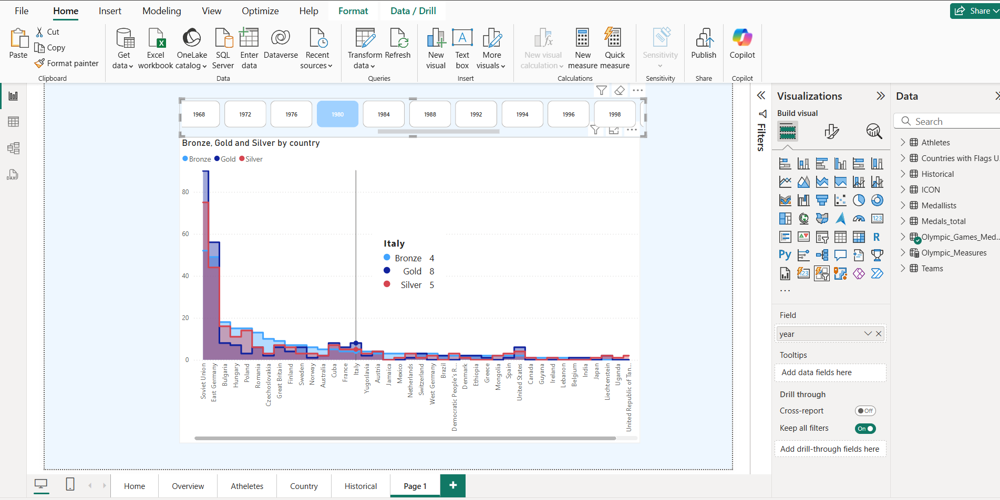 File Home Insert Modeling View Optimize Help Format Data / Drill Share
Paste
Cut
Copy
Format painter
Clipboard
Get
data
Excel
workbook
OneLake
catalog
SQL
Server
Enter
data
Dataverse
Recent
sources
Data
Transform
data
Refresh
Queries
New
visual
Text
box
More
visuals
Insert
New visual
calculation
New
measure
Quick
measure
Calculations
Sensitivity
Sensitivity
Publish
Share
Copilot
Copilot
1968 1972 1976 1980 1984 1988 1992 1994 1996 1998
Bronze, Gold and Silver by country
Bronze Gold Silver
80
60
40
20
0
Italy
Bronze 4
Gold 8
Silver 5
Soviet Union
East Germany
Bulgaria
Hungary
Poland
Romania
Czechoslovakia
Great Britain
Finland
Sweden
Norway
Australia
Cuba
France
Italy
Yugoslavia
Austria
Jamaica
Mexico
Netherlands
Switzerland
West Germany
Brazil
Democratic People's R...
Denmark
Ethiopia
Greece
Mongolia
Spain
United States
Canada
Guyana
Ireland
Lebanon
Belgium
India
Japan
Liechtenstein
Uganda
United Republic of Tan...
Filters
Visualizations
Build visual
123
R
Py
123
Field
year
Tooltips
Add data fields here
Drill through
Cross-report Off
Keep all filters On
Add drill-through fields here
Data
Search
Athletes
Countries with Flags U...
Historical
ICON
Medallists
Medals_total
Olympic_Games_Med...
Olympic_Measures
Teams
DAX
Home Overview Atheletes Country Historical Page 1